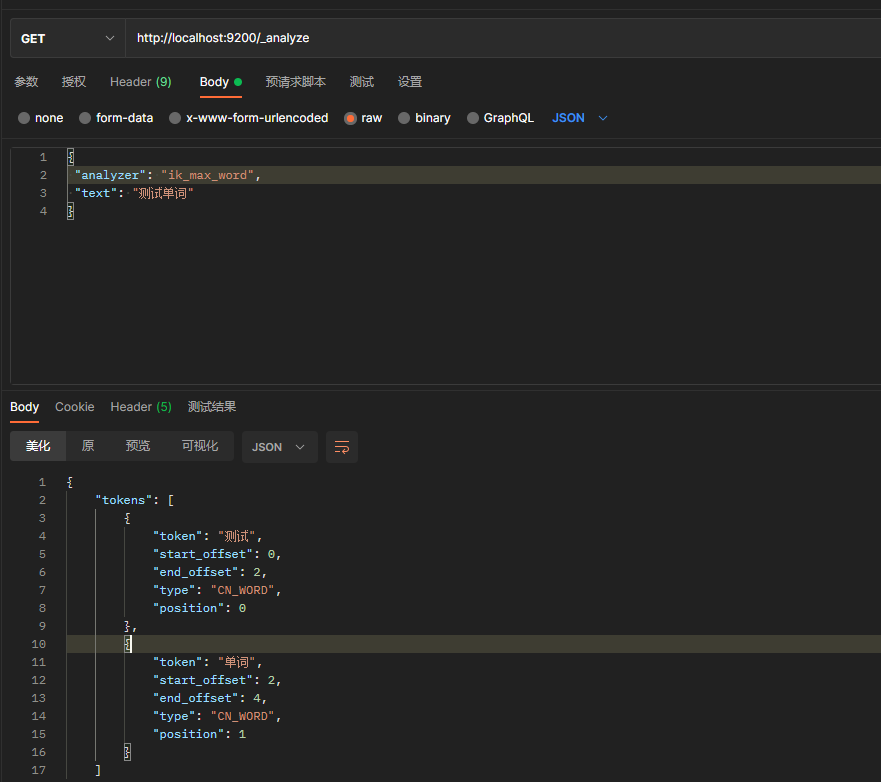 GET http://localhost:9200/_analyze
参数 授权 Header (9) Body 预请求脚本 测试 设置
none form-data x-www-form-urlencoded raw binary GraphQL JSON
1 {
2 "analyzer": "ik_max_word",
3 "text": "测试单词"
4 }
Body Cookie Header (5) 测试结果
美化 原 预览 可视化 JSON
1 {
2 "tokens": [
3 {
4 "token": "测试",
5 "start_offset": 0,
6 "end_offset": 2,
7 "type": "CN_WORD",
8 "position": 0
9 },
10 {
11 "token": "单词",
12 "start_offset": 2,
13 "end_offset": 4,
14 "type": "CN_WORD",
15 "position": 1
16 }
17 ]